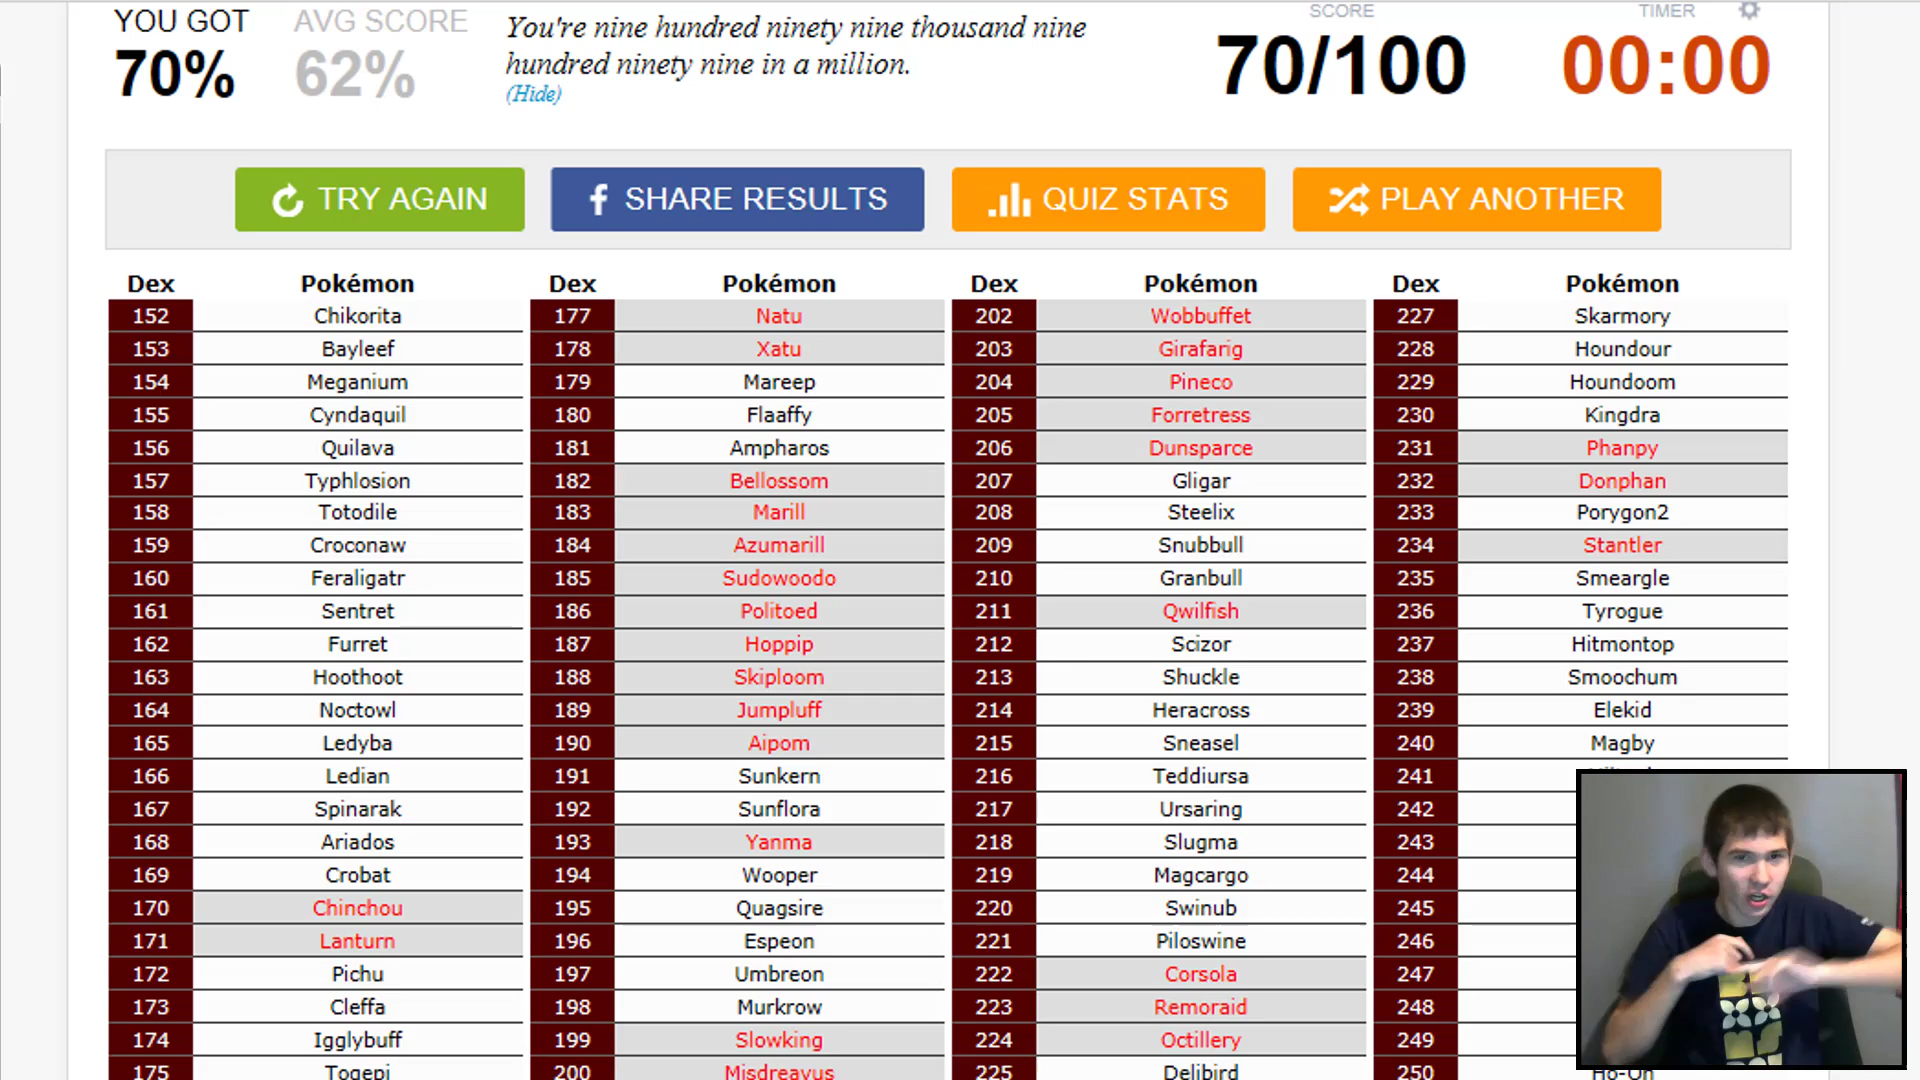 YOU GOT
70%
AVG SCORE
62%
You're nine hundred ninety nine thousand nine
hundred ninety nine in a million.
(Hide)
SCORE
70/100
TIMER
00:00
TRY AGAIN
SHARE RESULTS
QUIZ STATS
PLAY ANOTHER
Dex Pokémon Dex Pokémon Dex Pokémon Dex Pokémon
152 Chikorita 177 Natu 202 Wobbuffet 227 Skarmory
153 Bayleef 178 Xatu 203 Girafarig 228 Houndour
154 Meganium 179 Mareep 204 Pineco 229 Houndoom
155 Cyndaquil 180 Flaaffy 205 Forretress 230 Kingdra
156 Quilava 181 Ampharos 206 Dunsparce 231 Phanpy
157 Typhlosion 182 Bellossom 207 Gligar 232 Donphan
158 Totodile 183 Marill 208 Steelix 233 Porygon2
159 Croconaw 184 Azumarill 209 Snubbull 234 Stantler
160 Feraligatr 185 Sudowoodo 210 Granbull 235 Smeargle
161 Sentret 186 Politoed 211 Qwilfish 236 Tyrogue
162 Furret 187 Hoppip 212 Scizor 237 Hitmontop
163 Hoothoot 188 Skiploom 213 Shuckle 238 Smoochum
164 Noctowl 189 Jumpluff 214 Heracross 239 Elekid
165 Ledyba 190 Aipom 215 Sneasel 240 Magby
166 Ledian 191 Sunkern 216 Teddiursa 241
167 Spinarak 192 Sunflora 217 Ursaring 242
168 Ariados 193 Yanma 218 Slugma 243
169 Crobat 194 Wooper 219 Magcargo 244
170 Chinchou 195 Quagsire 220 Swinub 245
171 Lanturn 196 Espeon 221 Piloswine 246
172 Pichu 197 Umbreon 222 Corsola 247
173 Cleffa 198 Murkrow 223 Remoraid 248
174 Igglybuff 199 Slowking 224 Octillery 249
175 Togepi 200 Misdreavus 225 Delibird 250 Ho-Oh